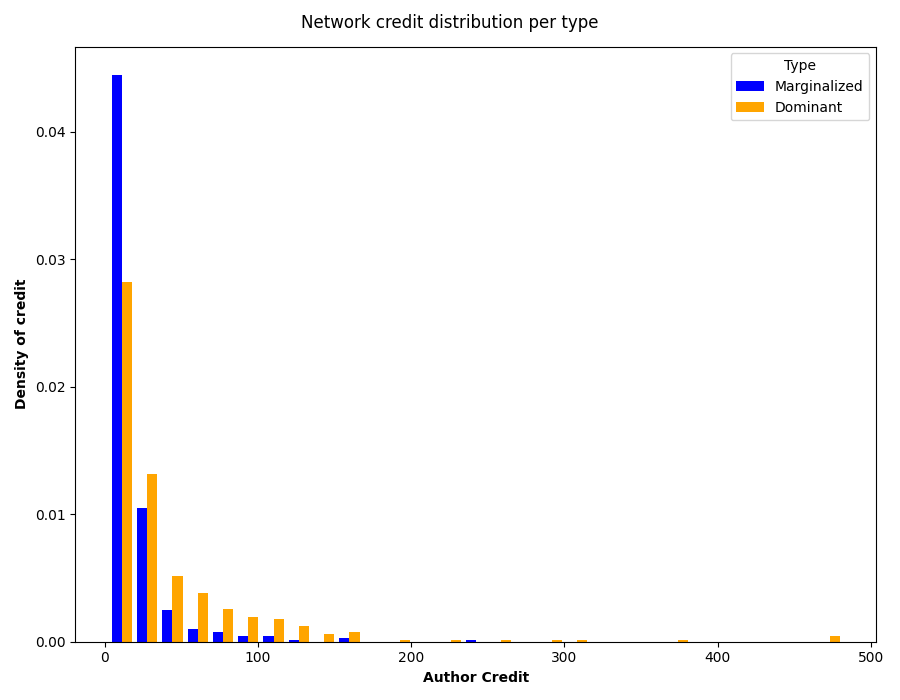 Network credit distribution per type
Type
Marginalized
Dominant
0.04
0.03
0.02
0.01
0.00
Density of credit
0
100
200
300
400
500
Author Credit